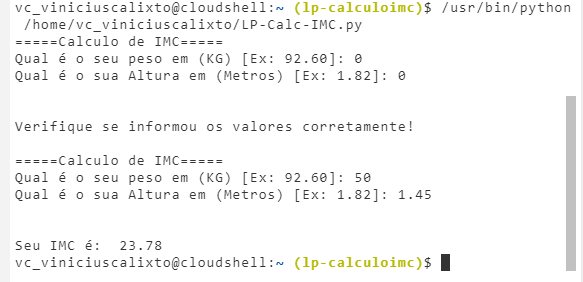 vc_viniciuscalixto@cloudshell:~ (lp-calculoimc)$ /usr/bin/python
/home/vc_viniciuscalixto/LP-Calc-IMC.py
=====Calculo de IMC=====
Qual é o seu peso em (KG) [Ex: 92.60]: 0
Qual é o sua Altura em (Metros) [Ex: 1.82]: 0
Verifique se informou os valores corretamente!
=====Calculo de IMC=====
Qual é o seu peso em (KG) [Ex: 92.60]: 50
Qual é o sua Altura em (Metros) [Ex: 1.82]: 1.45
Seu IMC é:  23.78
vc_viniciuscalixto@cloudshell:~ (lp-calculoimc)$